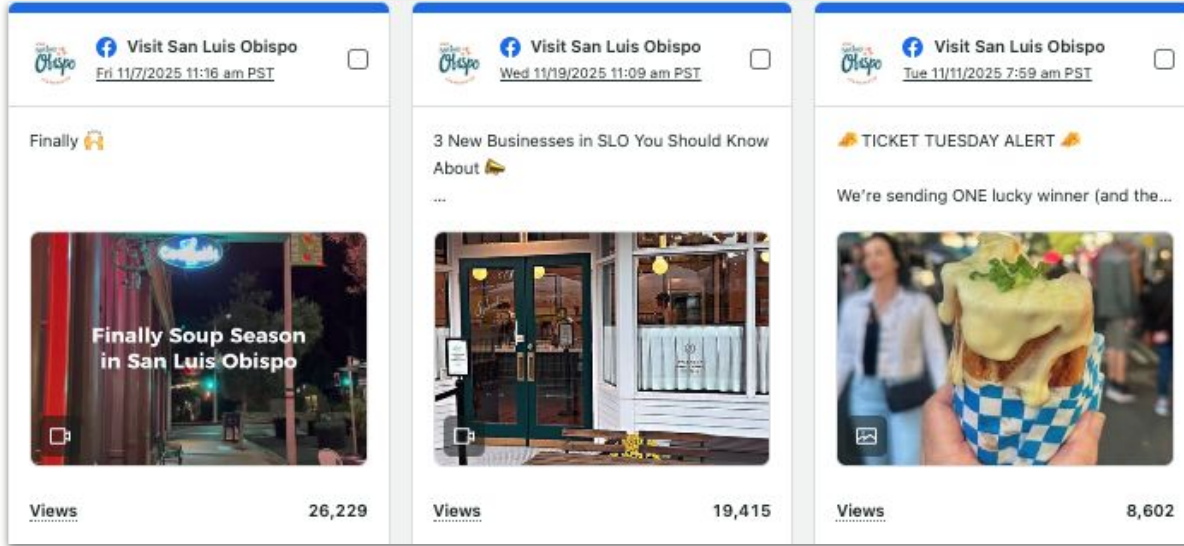 Obispo
Visit San Luis Obispo
Fri 11/7/2025 11:16 am PST
Finally 🙌
Finally Soup Season
in San Luis Obispo
Views 26,229
Obispo
Visit San Luis Obispo
Wed 11/19/2025 11:09 am PST
3 New Businesses in SLO You Should Know
About 📣
...
Views 19,415
Obispo
Visit San Luis Obispo
Tue 11/11/2025 7:59 am PST
🧀 TICKET TUESDAY ALERT 🧀
We're sending ONE lucky winner (and the...
Views 8,602